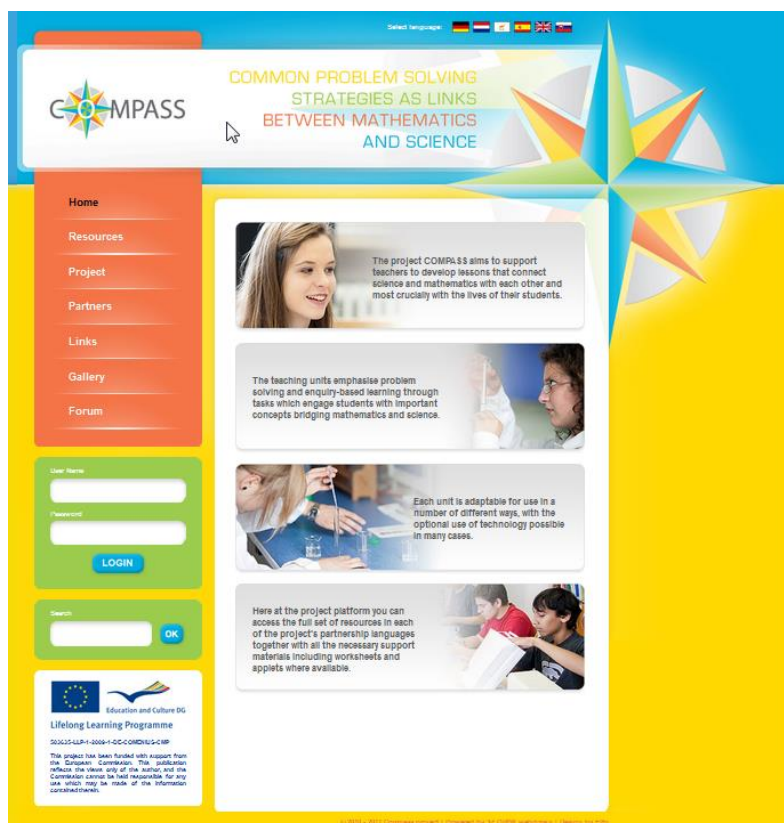 Select language:
COMPASS
COMMON PROBLEM SOLVING
STRATEGIES AS LINKS
BETWEEN MATHEMATICS
AND SCIENCE
Home
Resources
Project
Partners
Links
Gallery
Forum
User Name
Password
LOGIN
Search
OK
Education and Culture DG
Lifelong Learning Programme
This project has been funded with support from
the European Commission. This publication
reflects the views only of the author, and the
Commission cannot be held responsible for any
use which may be made of the information
contained therein.
The project COMPASS aims to support
teachers to develop lessons that connect
science and mathematics with each other and
most crucially with the lives of their students.
The teaching units emphasise problem
solving and enquiry-based learning through
tasks which engage students with important
concepts bridging mathematics and science.
Each unit is adaptable for use in a
number of different ways, with the
optional use of technology possible
in many cases.
Here at the project platform you can
access the full set of resources in each
of the project's partnership languages
together with all the necessary support
materials including worksheets and
applets where available.